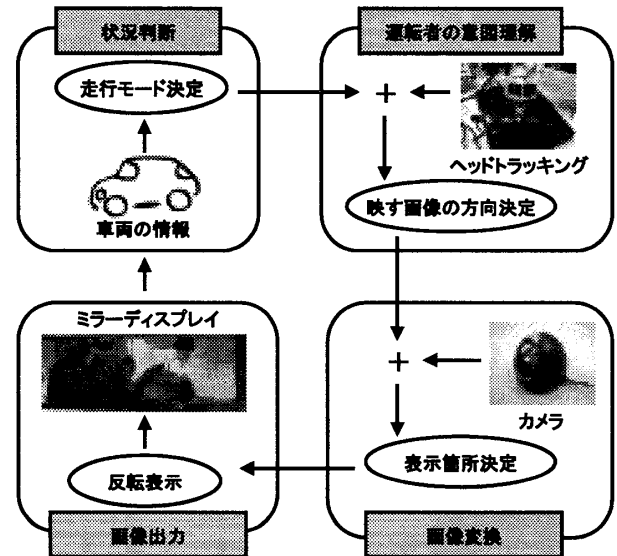 状況判断
走行モード決定
車両の情報
運転者の意図理解
+
ヘッドトラッキング
映す画像の方向決定
ミラーディスプレイ
反転表示
画像出力
+
カメラ
表示箇所決定
画像変換